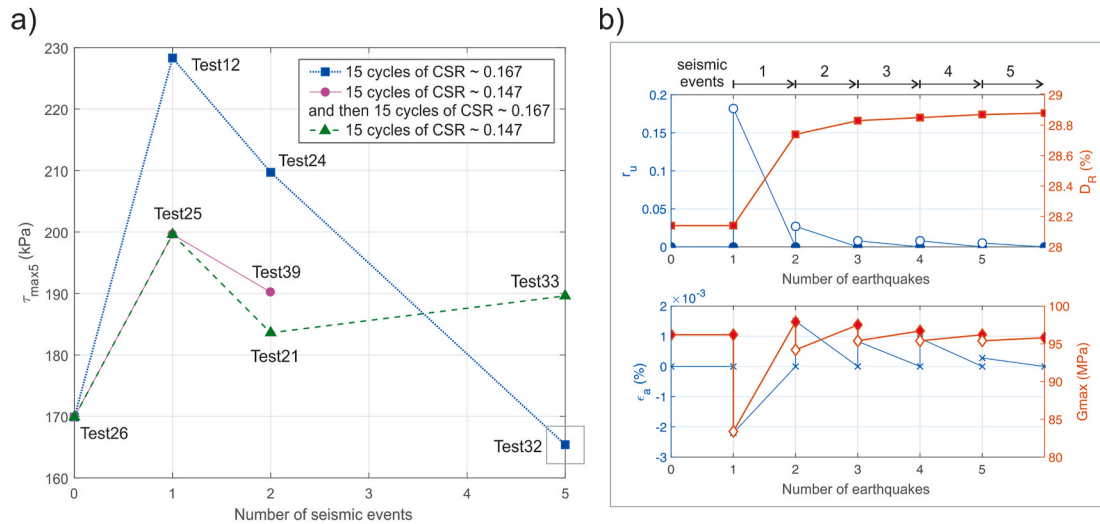 a)
230
220
210
200
190
180
170
160
τmax5 (kPa)
0 1 2 3 4 5
Number of seismic events
Test12
Test24
Test25
Test39
Test21
Test33
Test26
Test32
15 cycles of CSR ~ 0.167
15 cycles of CSR ~ 0.147
and then 15 cycles of CSR ~ 0.167
15 cycles of CSR ~ 0.147
b)
seismic
events
1 2 3 4 5
0.2
0.15
0.1
0.05
0
ru
29
28.8
28.6
28.4
28.2
28
DR (%)
0 1 2 3 4 5
Number of earthquakes
×10-3
2
1
0
-1
-2
-3
ϵa (%)
100
95
90
85
80
Gmax (MPa)
0 1 2 3 4 5
Number of earthquakes